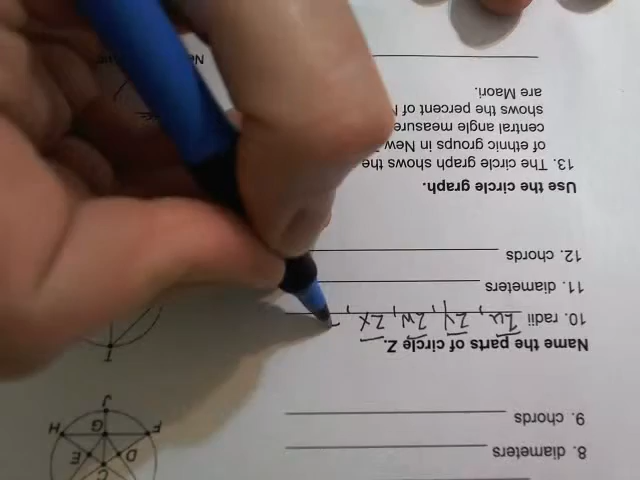 8. diameters
9. chords
Name the parts of circle Z.
10. radii ZU, ZV, ZW, ZX,
11. diameters
12. chords
Use the circle graph.
13. The circle graph shows the
of ethnic groups in New
central angle measure
shows the percent of
are Maori.
C
D
E
F
G
H
J
T